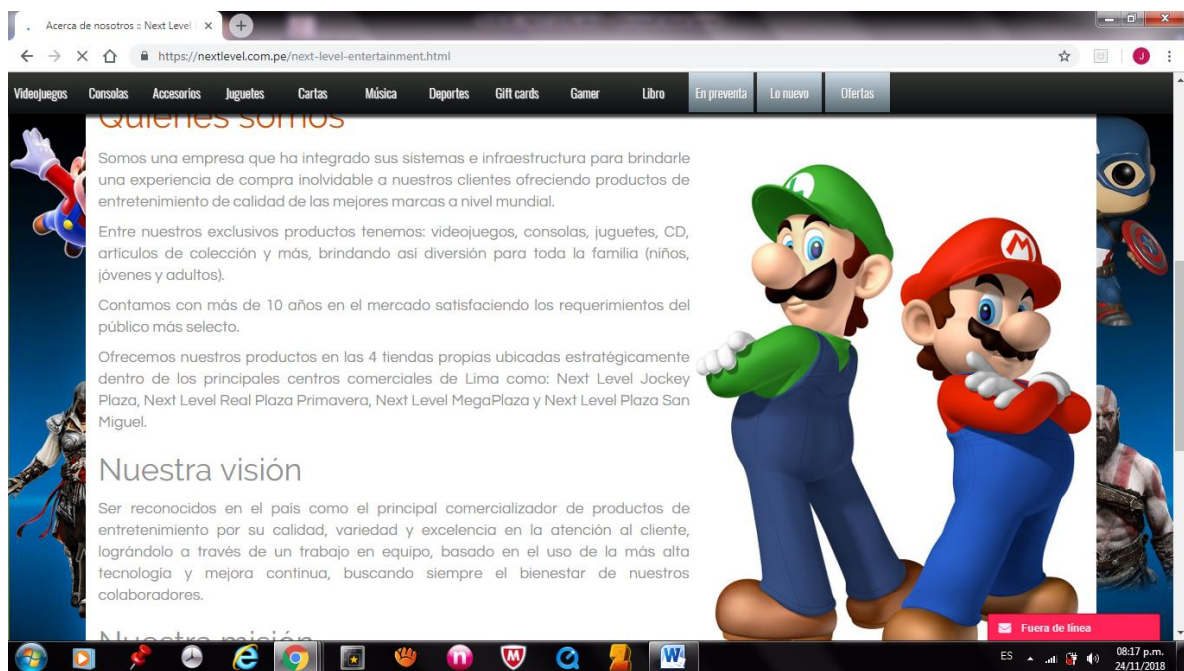 Acerca de nosotros :: Next Level
https://nextlevel.com.pe/next-level-entertainment.html
J
Videojuegos Consolas Accesorios Juguetes Cartas Música Deportes Gift cards Gamer Libro En preventa Lo nuevo Ofertas
Quienes somos
Somos una empresa que ha integrado sus sistemas e infraestructura para brindarle
una experiencia de compra inolvidable a nuestros clientes ofreciendo productos de
entretenimiento de calidad de las mejores marcas a nivel mundial.
Entre nuestros exclusivos productos tenemos: videojuegos, consolas, juguetes, CD,
artículos de colección y más, brindando así diversión para toda la familia (niños,
jóvenes y adultos).
Contamos con más de 10 años en el mercado satisfaciendo los requerimientos del
público más selecto.
Ofrecemos nuestros productos en las 4 tiendas propias ubicadas estratégicamente
dentro de los principales centros comerciales de Lima como: Next Level Jockey
Plaza, Next Level Real Plaza Primavera, Next Level MegaPlaza y Next Level Plaza San
Miguel.
Nuestra visión
Ser reconocidos en el país como el principal comercializador de productos de
entretenimiento por su calidad, variedad y excelencia en la atención al cliente,
lográndolo a través de un trabajo en equipo, basado en el uso de la más alta
tecnología y mejora continua, buscando siempre el bienestar de nuestros
colaboradores.
Nuestra misión
L
M
Fuera de línea
ES
08:17 p.m.
24/11/2018